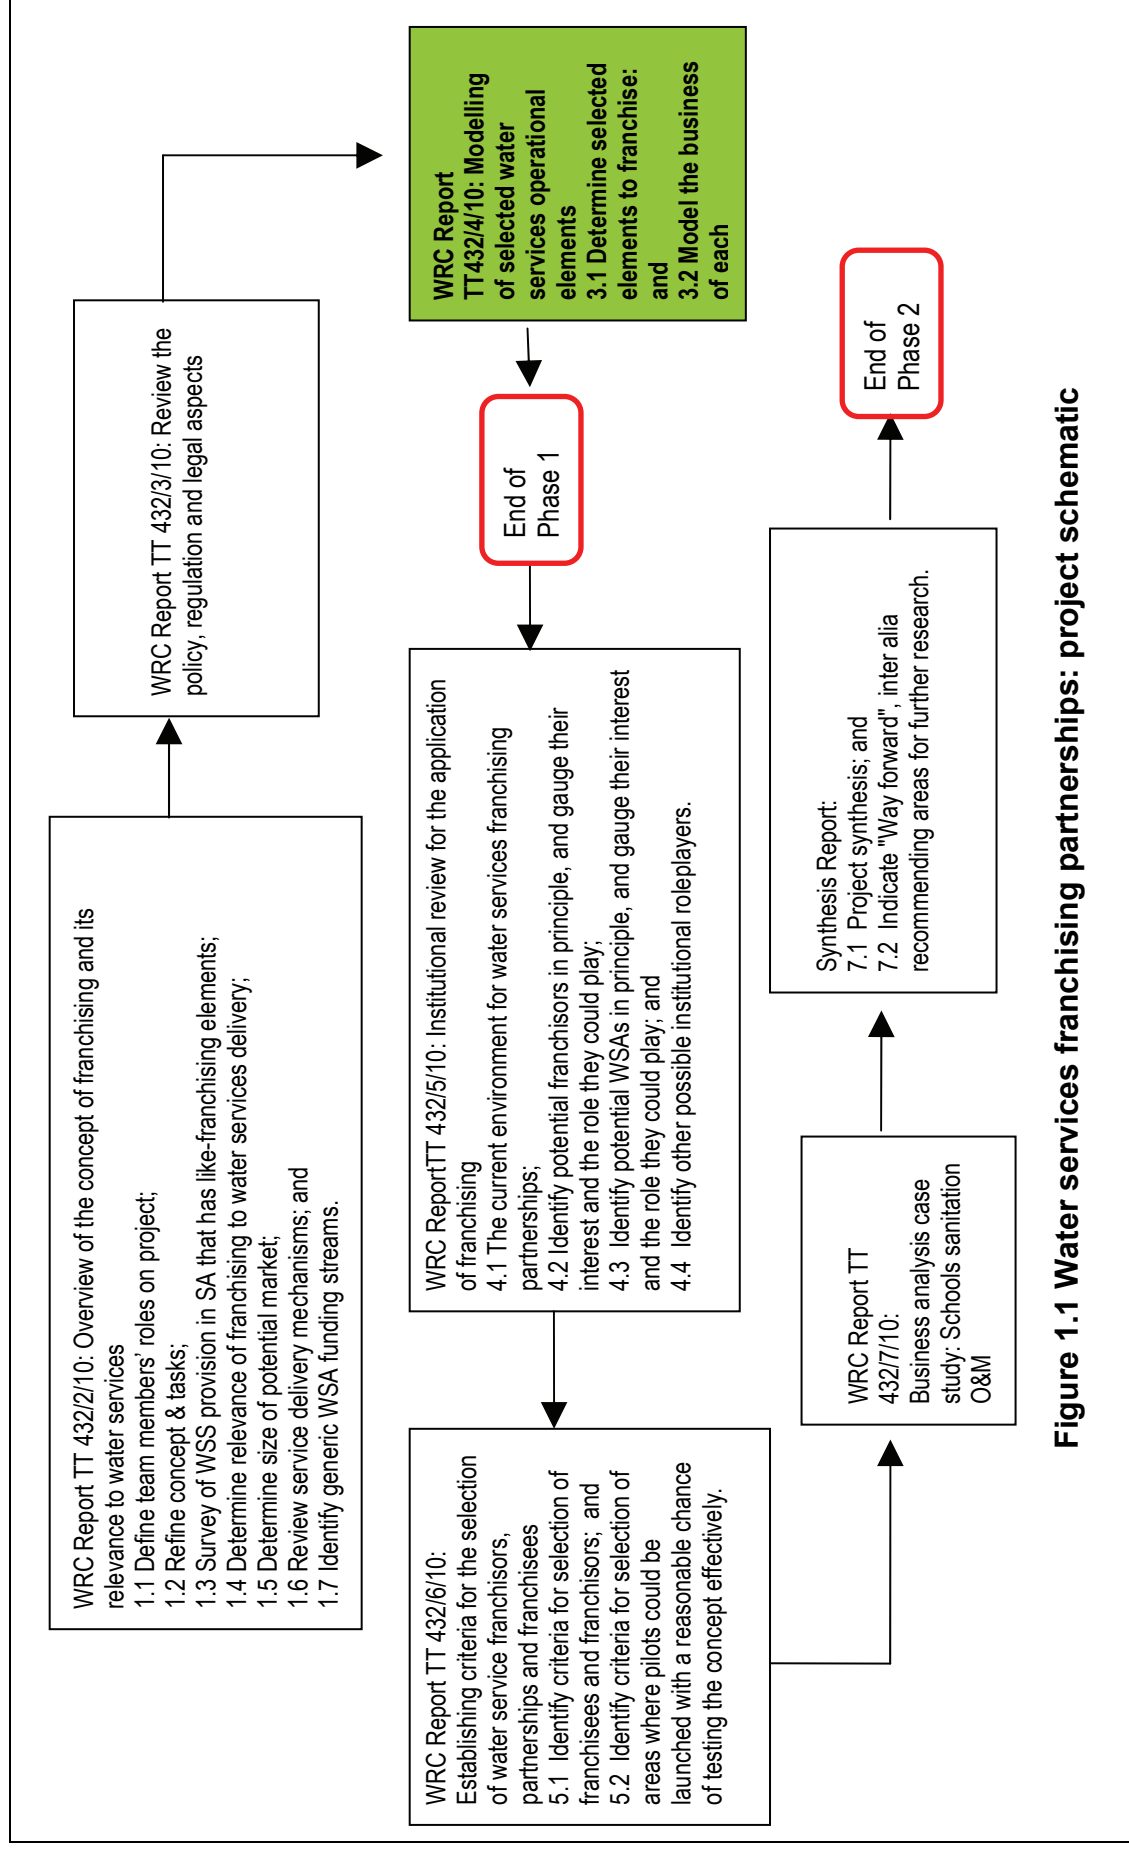 WRC Report TT 432/2/10: Overview of the concept of franchising and its
relevance to water services
1.1 Define team members’ roles on project;
1.2 Refine concept & tasks;
1.3 Survey of WSS provision in SA that has like-franchising elements;
1.4 Determine relevance of franchising to water services delivery;
1.5 Determine size of potential market;
1.6 Review service delivery mechanisms; and
1.7 Identify generic WSA funding streams.
WRC Report TT 432/3/10: Review the
policy, regulation and legal aspects
WRC Report
TT432/4/10: Modelling
of selected water
services operational
elements
3.1 Determine selected
elements to franchise:
and
3.2 Model the business
of each
End of
Phase 1
WRC ReportTT 432/5/10: Institutional review for the application
of franchising
4.1 The current environment for water services franchising
partnerships;
4.2 Identify potential franchisors in principle, and gauge their
interest and the role they could play;
4.3 Identify potential WSAs in principle, and gauge their interest
and the role they could play; and
4.4 Identify other possible institutional roleplayers.
WRC Report TT 432/6/10:
Establishing criteria for the selection
of water service franchisors,
partnerships and franchisees
5.1 Identify criteria for selection of
franchisees and franchisors; and
5.2 Identify criteria for selection of
areas where pilots could be
launched with a reasonable chance
of testing the concept effectively.
WRC Report TT
432/7/10:
Business analysis case
study: Schools sanitation
O&M
Synthesis Report:
7.1 Project synthesis; and
7.2 Indicate "Way forward", inter alia
recommending areas for further research.
End of
Phase 2
Figure 1.1 Water services franchising partnerships: project schematic